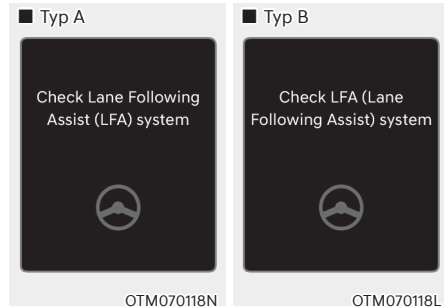 ■ Typ A
Check Lane Following
Assist (LFA) system
OTM070118N
■ Typ B
Check LFA (Lane
Following Assist) system
OTM070118L